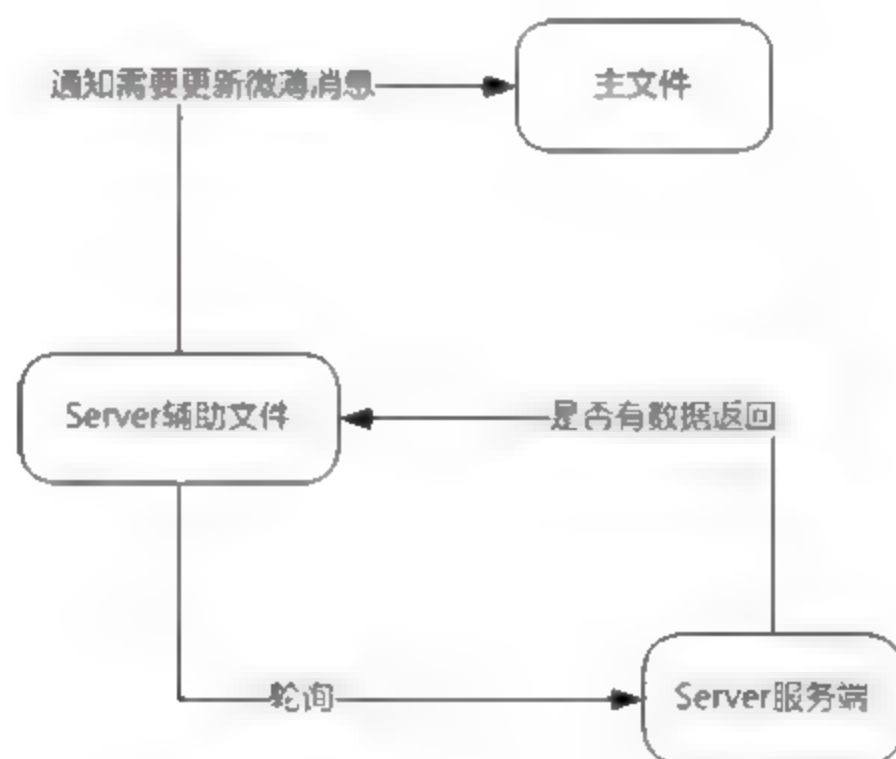 通知需要更新微薄消息
主文件
Server辅助文件
是否有数据返回
轮询
Server服务端